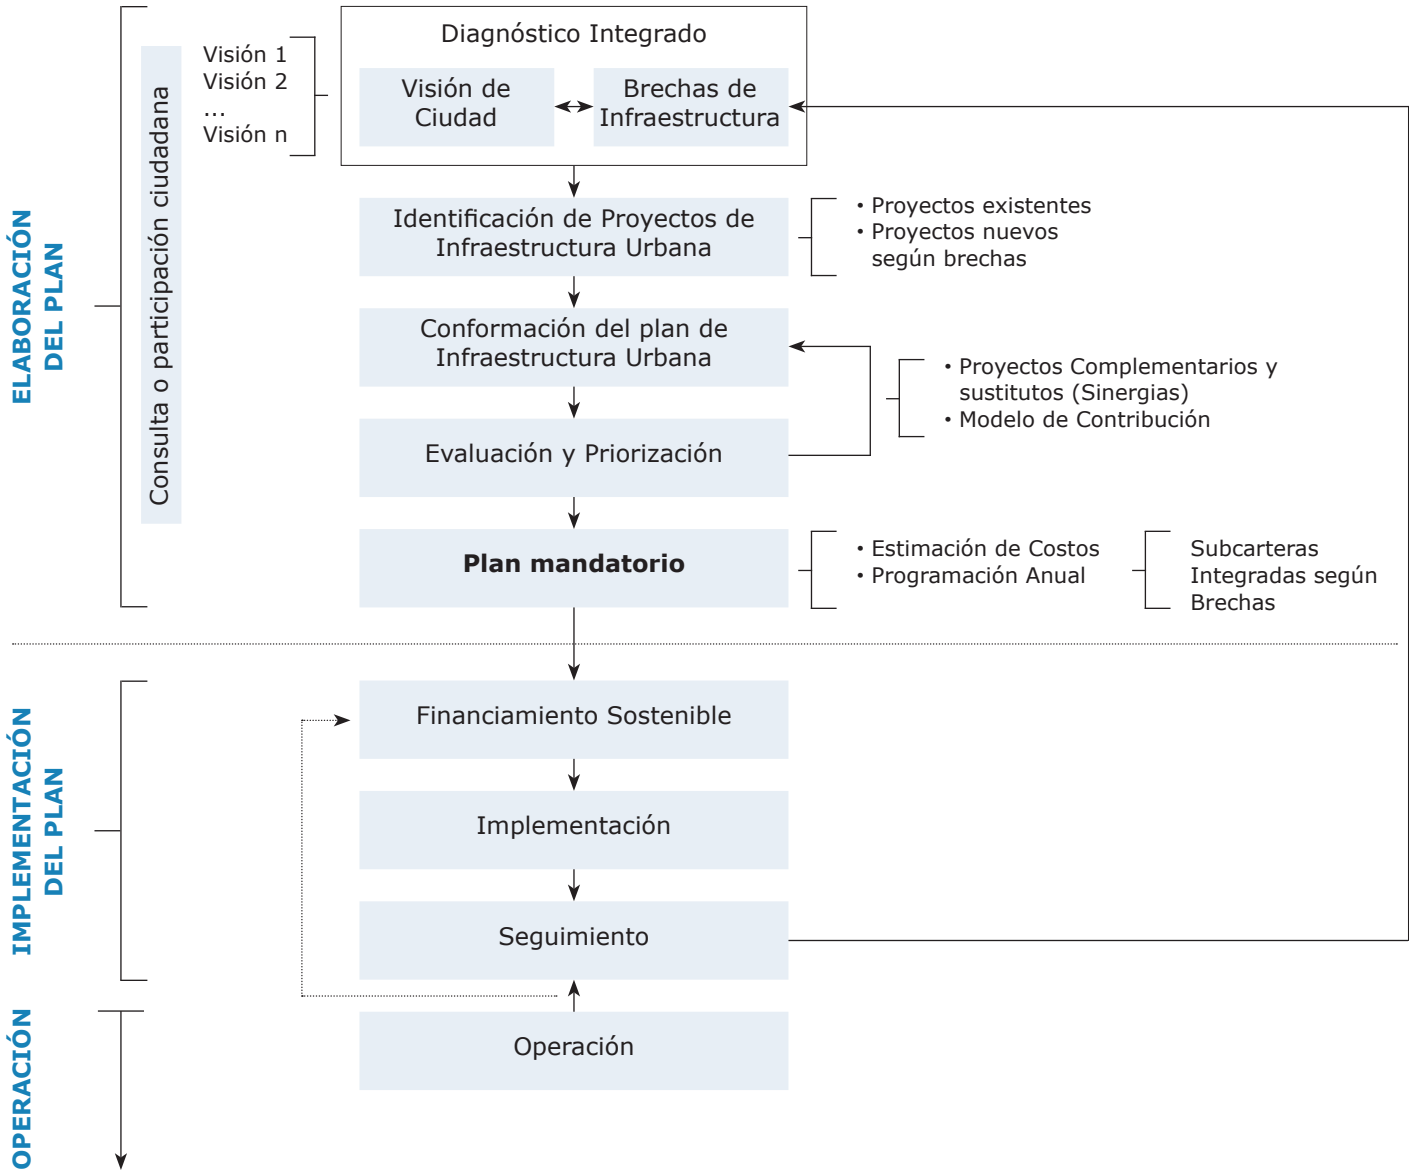 ELABORACIÓN
DEL PLAN
Consulta o participación ciudadana
Visión 1
Visión 2
...
Visión n
Diagnóstico Integrado
Visión de
Ciudad
Brechas de
Infraestructura
Identificación de Proyectos de
Infraestructura Urbana
• Proyectos existentes
• Proyectos nuevos
según brechas
Conformación del plan de
Infraestructura Urbana
• Proyectos Complementarios y
sustitutos (Sinergias)
• Modelo de Contribución
Evaluación y Priorización
Plan mandatorio
• Estimación de Costos
• Programación Anual
Subcarteras
Integradas según
Brechas
IMPLEMENTACIÓN
DEL PLAN
Financiamiento Sostenible
Implementación
Seguimiento
OPERACIÓN
Operación